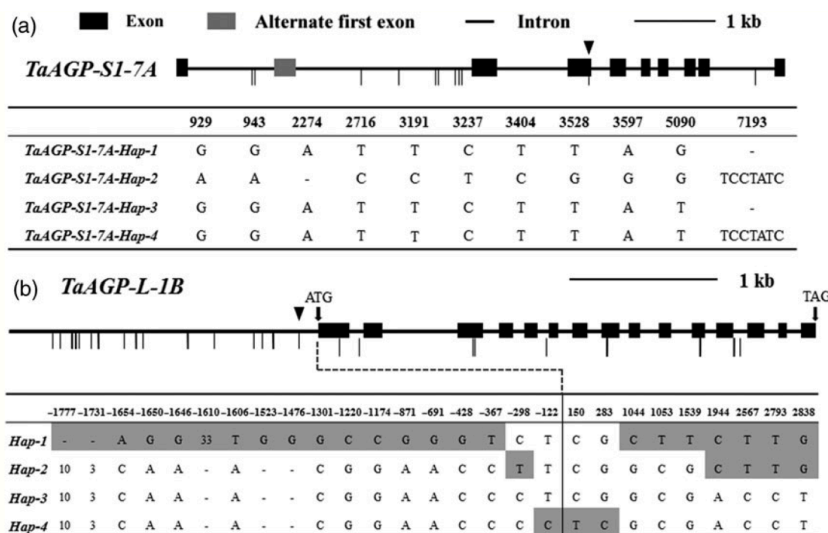 (a)
Exon Alternate first exon Intron 1 kb
TaAGP-S1-7A
929 943 2274 2716 3191 3237 3404 3528 3597 5090 7193
TaAGP-S1-7A-Hap-1 G G A T T C T T A G -
TaAGP-S1-7A-Hap-2 A A - C C T C G G G TCCTATC
TaAGP-S1-7A-Hap-3 G G A T T C T T A T -
TaAGP-S1-7A-Hap-4 G G A T T C T T A T TCCTATC
(b) TaAGP-L-1B ATG 1 kb TAG
-1777 -1731 -1654 -1650 -1646 -1610 -1606 -1523 -1476 -1301 -1220 -1174 -871 -691 -428 -367 -298 -122 150 283 1044 1053 1539 1944 2567 2793 2838
Hap-1 - - A G G 33 T G G G C C G G G T C T C G C T T C T T G
Hap-2 10 3 C A A - A - - C G G A A C C T T C G G C G C T T G
Hap-3 10 3 C A A - A - - C G G A A C C C T C G G C G A C C T
Hap-4 10 3 C A A - A - - C G G A A C C C C T C G C G A C C T